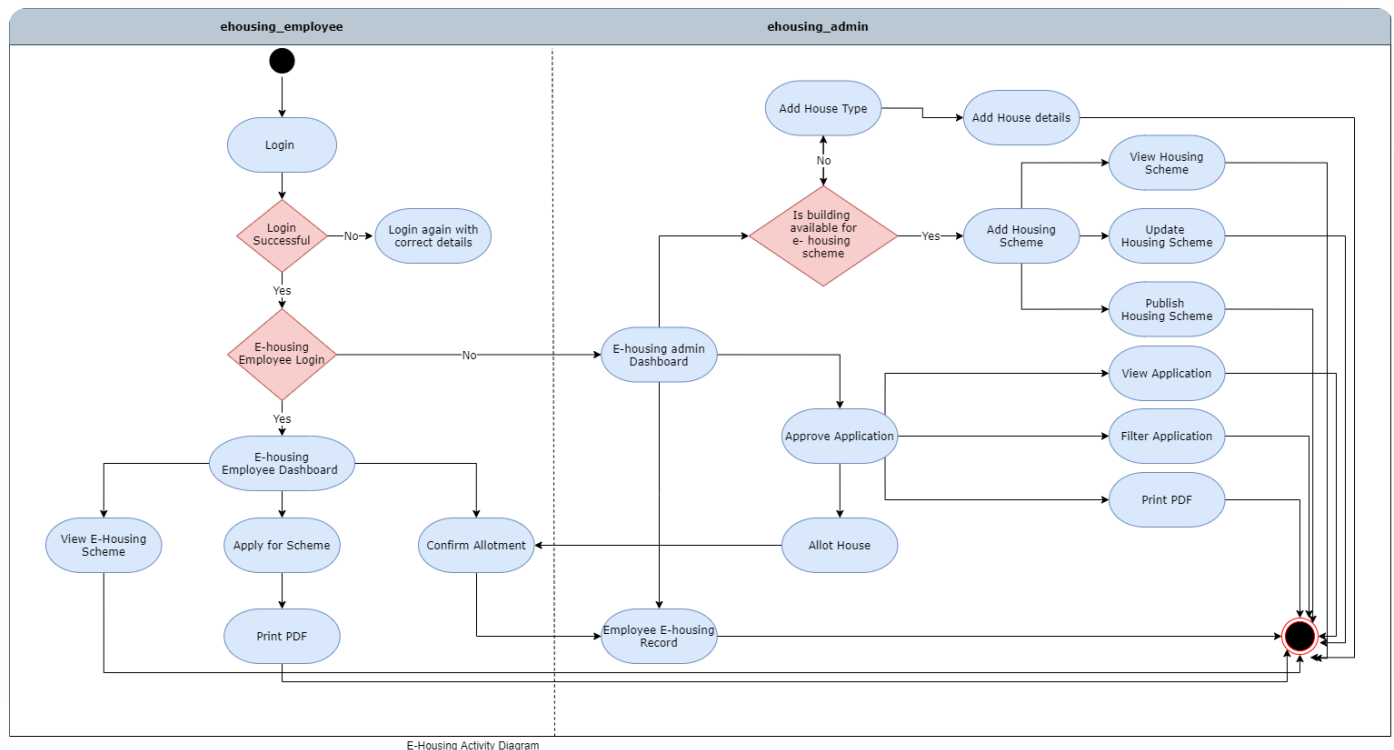 ehousing_employee
ehousing_admin
Add House Type
Add House details
Login
No
View Housing
Scheme
Login
Successful
No
Login again with
correct details
Is building
available for
e- housing
scheme
Yes
Add Housing
Scheme
Update
Housing Scheme
Yes
Publish
Housing Scheme
E-housing
Employee Login
No
E-housing admin
Dashboard
View Application
Yes
Approve Application
Filter Application
E-housing
Employee Dashboard
Print PDF
View E-Housing
Scheme
Apply for Scheme
Confirm Allotment
Allot House
Print PDF
Employee E-housing
Record
E-Housing Activity Diagram